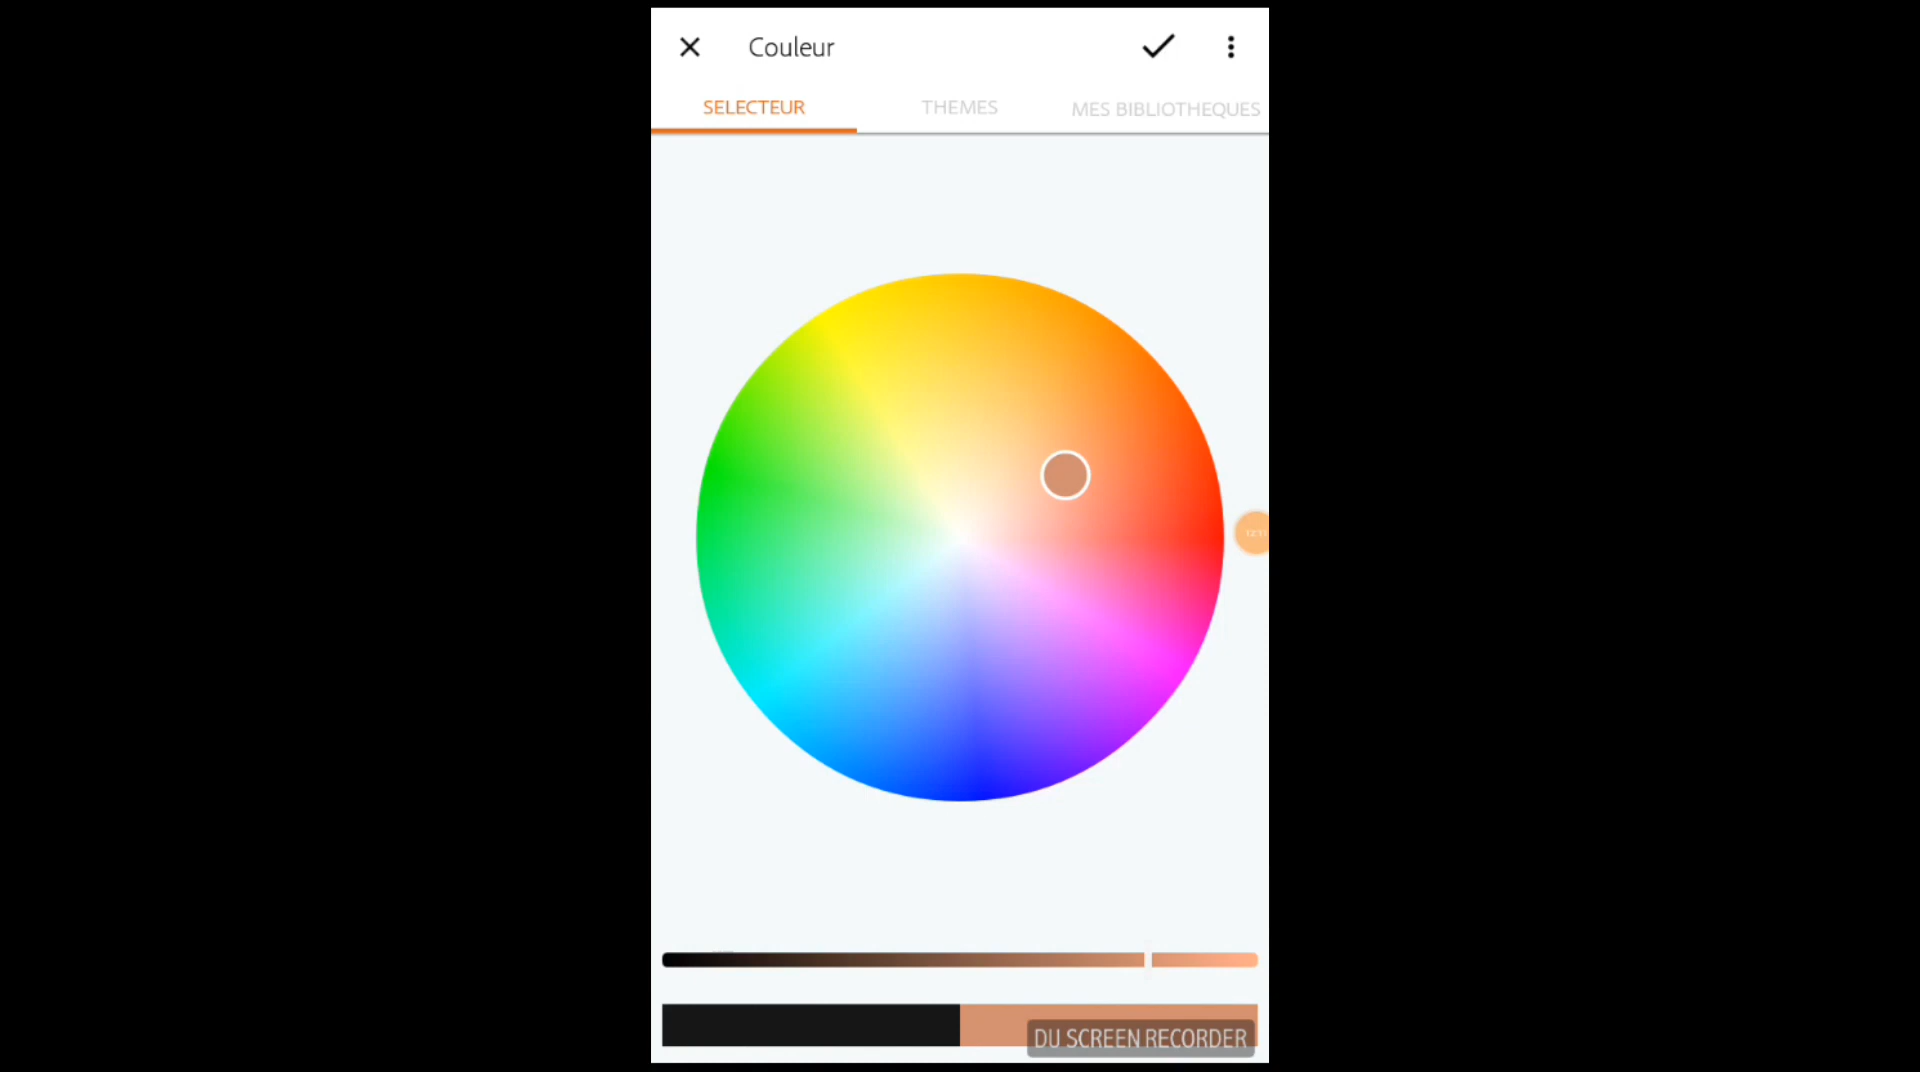 Couleur
SELECTEUR
THEMES
MES BIBLIOTHEQUES
DU SCREEN RECORDER